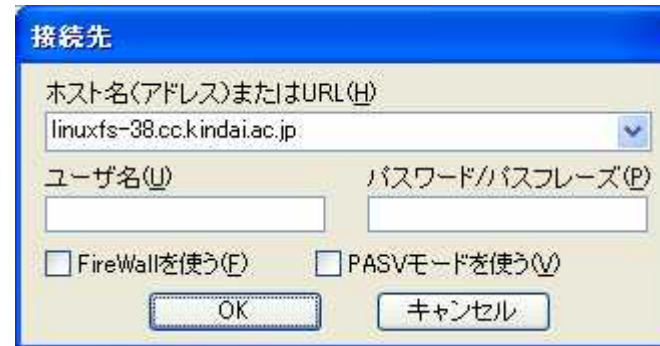 接続先
ホスト名(アドレス)またはURL(H)
linuxfs-38.cc.kindai.ac.jp
ユーザ名(U) パスワード/パスフレーズ(P)
FireWallを使う(F) PASVモードを使う(V)
OK キャンセル